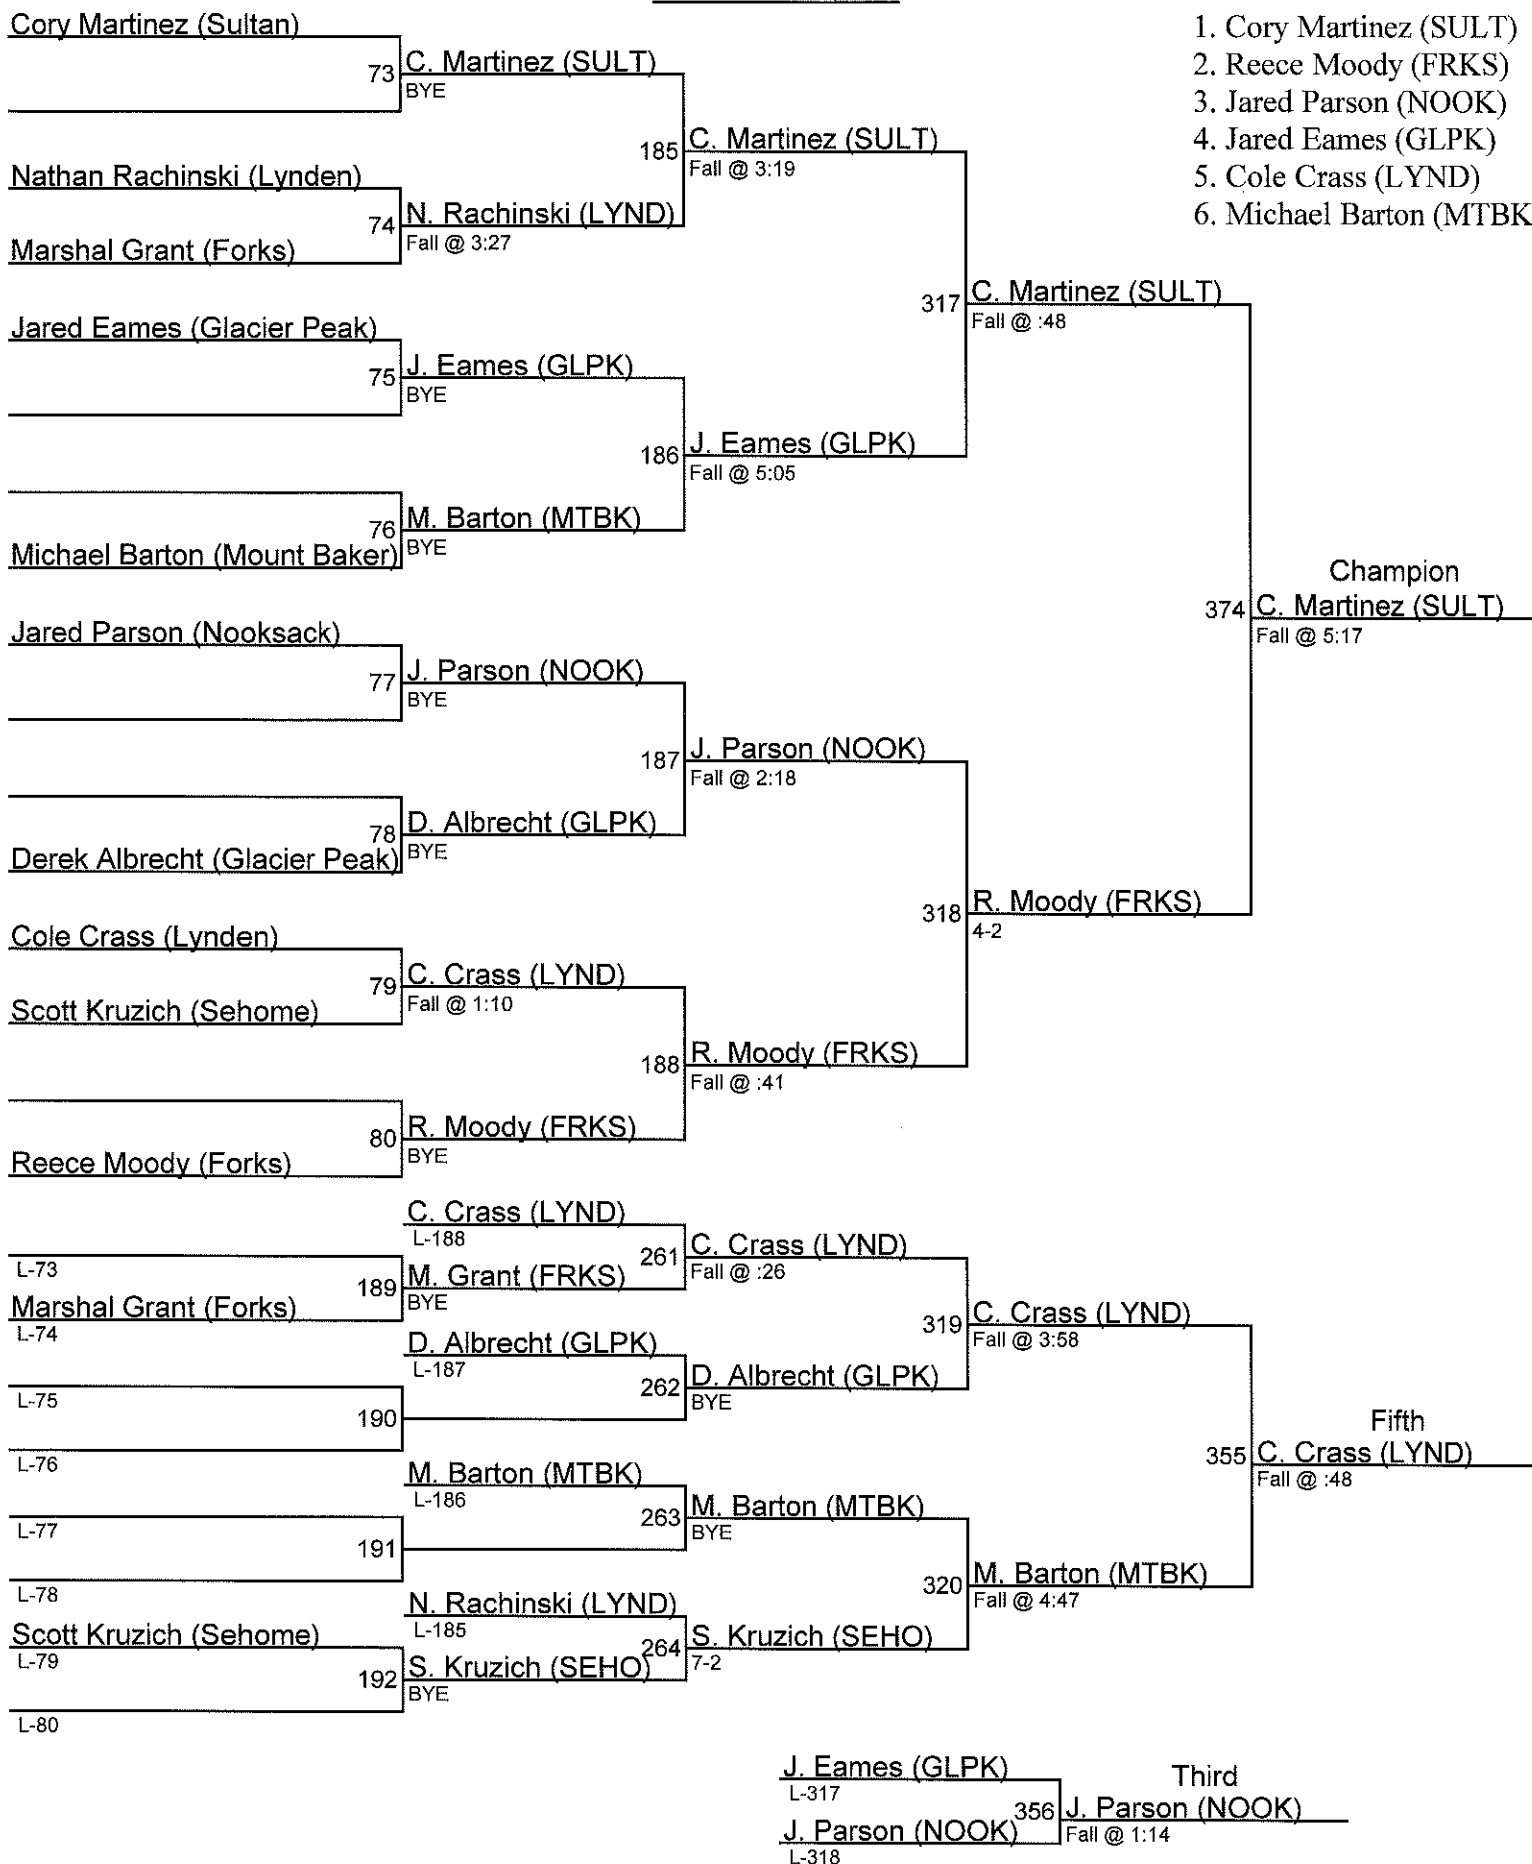 Cory Martinez (Sultan)
73
C. Martinez (SULT)
BYE
185
C. Martinez (SULT)
Fall @ 3:19
Nathan Rachinski (Lynden)
74
N. Rachinski (LYND)
Fall @ 3:27
Marshal Grant (Forks)
317
C. Martinez (SULT)
Fall @ :48
Jared Eames (Glacier Peak)
75
J. Eames (GLPK)
BYE
186
J. Eames (GLPK)
Fall @ 5:05
76
M. Barton (MTBK)
BYE
Michael Barton (Mount Baker)
Champion
374
C. Martinez (SULT)
Fall @ 5:17
Jared Parson (Nooksack)
77
J. Parson (NOOK)
BYE
187
J. Parson (NOOK)
Fall @ 2:18
78
D. Albrecht (GLPK)
BYE
Derek Albrecht (Glacier Peak)
318
R. Moody (FRKS)
4-2
Cole Crass (Lynden)
79
C. Crass (LYND)
Fall @ 1:10
Scott Kruzich (Sehome)
188
R. Moody (FRKS)
Fall @ :41
80
R. Moody (FRKS)
BYE
Reece Moody (Forks)
1. Cory Martinez (SULT)
2. Reece Moody (FRKS)
3. Jared Parson (NOOK)
4. Jared Eames (GLPK)
5. Cole Crass (LYND)
6. Michael Barton (MTBK
C. Crass (LYND)
L-188
261
C. Crass (LYND)
Fall @ :26
L-73
189
M. Grant (FRKS)
BYE
Marshal Grant (Forks)
L-74
319
C. Crass (LYND)
Fall @ 3:58
D. Albrecht (GLPK)
L-187
262
D. Albrecht (GLPK)
BYE
L-75
190
L-76
Fifth
355
C. Crass (LYND)
Fall @ :48
M. Barton (MTBK)
L-186
263
M. Barton (MTBK)
BYE
L-77
191
L-78
320
M. Barton (MTBK)
Fall @ 4:47
N. Rachinski (LYND)
L-185
264
S. Kruzich (SEHO)
7-2
Scott Kruzich (Sehome)
L-79
192
S. Kruzich (SEHO)
BYE
L-80
J. Eames (GLPK)
L-317
Third
356
J. Parson (NOOK)
Fall @ 1:14
J. Parson (NOOK)
L-318